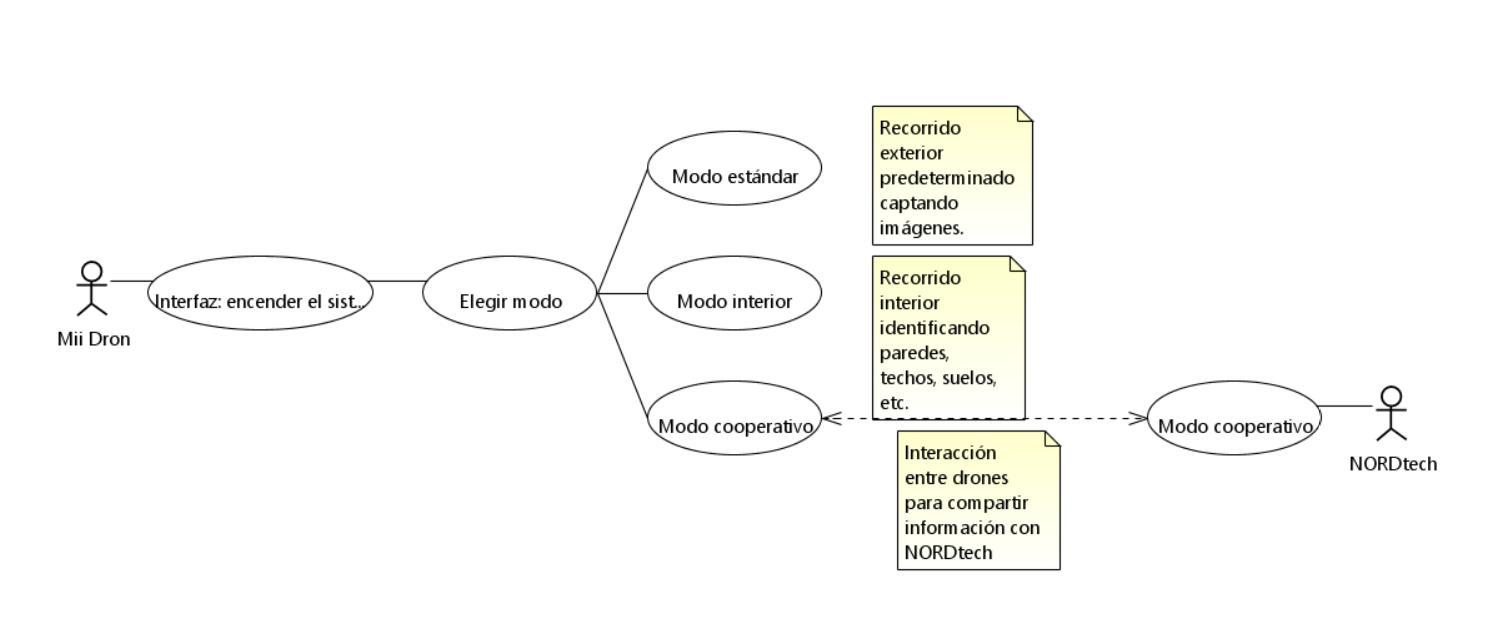 Recorrido
exterior
predeterminado
captando
imágenes.
Modo estándar
Recorrido
interior
identificando
paredes,
techos, suelos,
etc.
Interfaz: encender el sist...
Elegir modo
Modo interior
Mii Dron
Modo cooperativo
Modo cooperativo
NORDtech
Interacción
entre drones
para compartir
información con
NORDtech